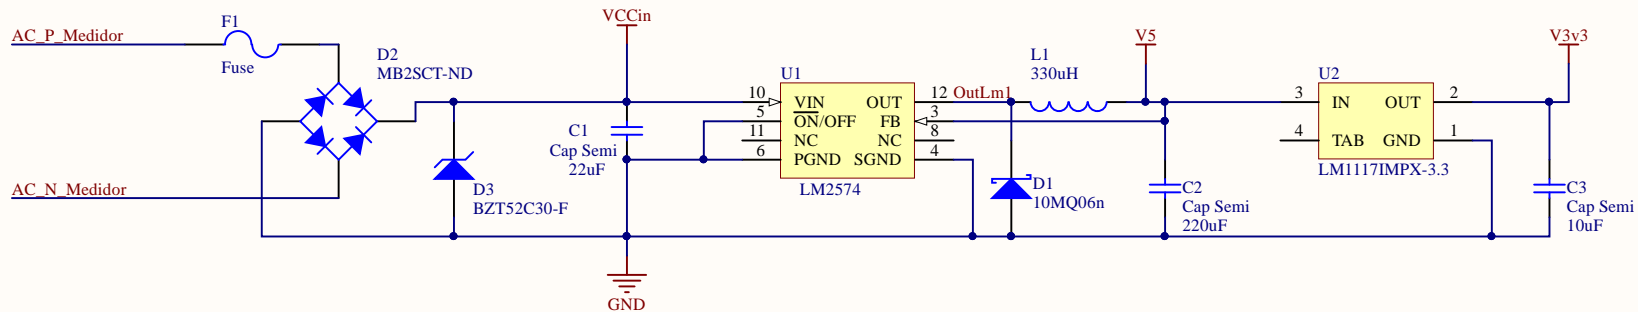 F1
AC_P_Medidor
Fuse
D2
MB2SCT-ND
AC_N_Medidor
D3
BZT52C30-F
VCCin
C1
Cap Semi
22uF
GND
U1
10 VIN OUT 12
5 ON/OFF FB 3
11 NC NC 8
6 PGND SGND 4
LM2574
OutLm1
L1
330uH
D1
10MQ06n
V5
C2
Cap Semi
220uF
U2
3 IN OUT 2
4 TAB GND 1
LM1117IMPX-3.3
V3v3
C3
Cap Semi
10uF